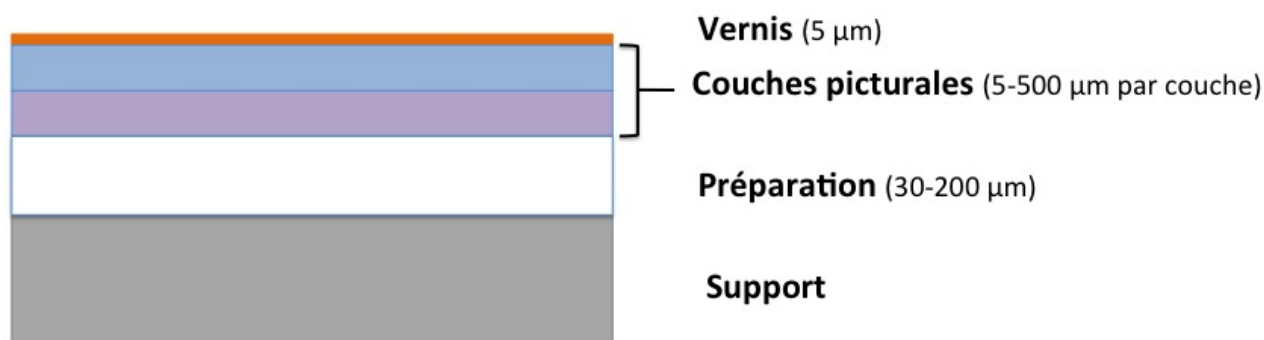 Vernis (5 µm)
Couches picturales (5-500 µm par couche)
Préparation (30-200 µm)
Support